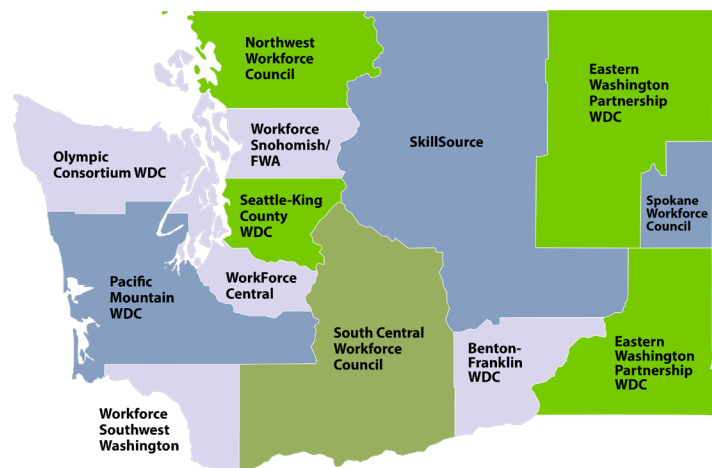 Northwest
Workforce
Council
Eastern
Washington
Partnership
WDC
Workforce
Snohomish/
FWA
SkillSource
Olympic
Consortium WDC
Seattle-King
County
WDC
Spokane
Workforce
Council
WorkForce
Central
Pacific
Mountain
WDC
South Central
Workforce
Council
Benton-
Franklin
WDC
Eastern
Washington
Partnership
WDC
Workforce
Southwest
Washington